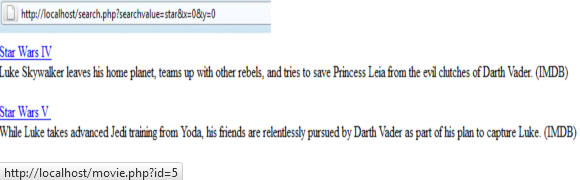 http://localhost/search.php?searchvalue=star&x=0&y=0
Star Wars IV
Luke Skywalker leaves his home planet, teams up with other rebels, and tries to save Princess Leia from the evil clutches of Darth Vader. (IMDB)
Star Wars V
While Luke takes advanced Jedi training from Yoda, his friends are relentlessly pursued by Darth Vader as part of his plan to capture Luke. (IMDB)
http://localhost/movie.php?id=5